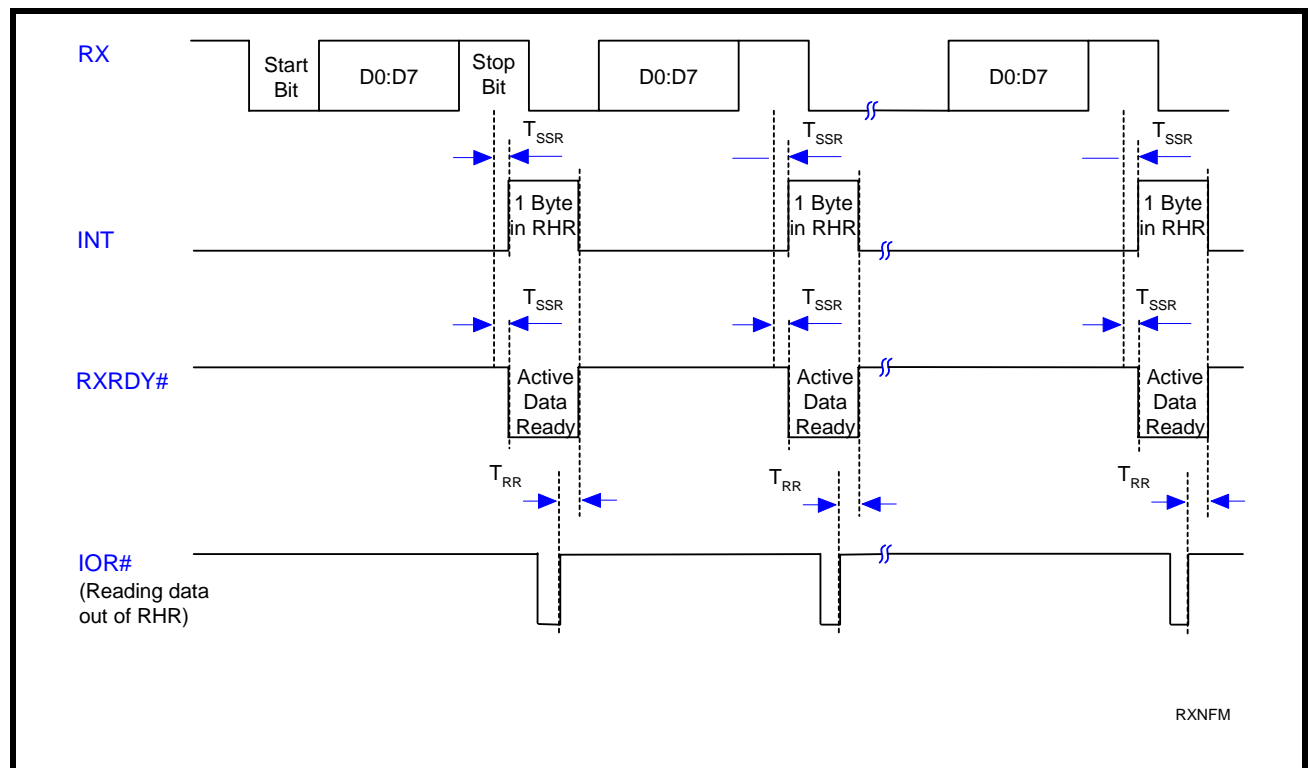 RX
Start
Bit
D0:D7
Stop
Bit
D0:D7
D0:D7
TSSR
TSSR
TSSR
INT
1 Byte
in RHR
1 Byte
in RHR
1 Byte
in RHR
TSSR
TSSR
TSSR
RXRDY#
Active
Data
Ready
Active
Data
Ready
Active
Data
Ready
TRR
TRR
TRR
IOR#
(Reading data
out of RHR)
RXNFM